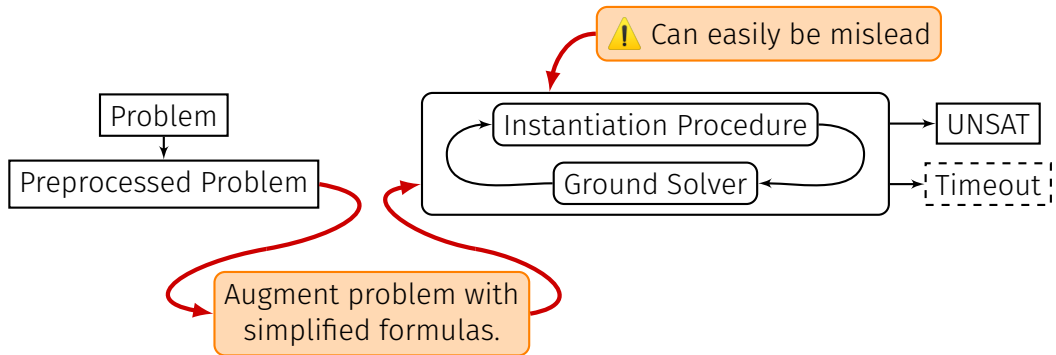 ⚠ Can easily be mislead
Problem
Preprocessed Problem
Instantiation Procedure
Ground Solver
UNSAT
Timeout
Augment problem with
simplified formulas.